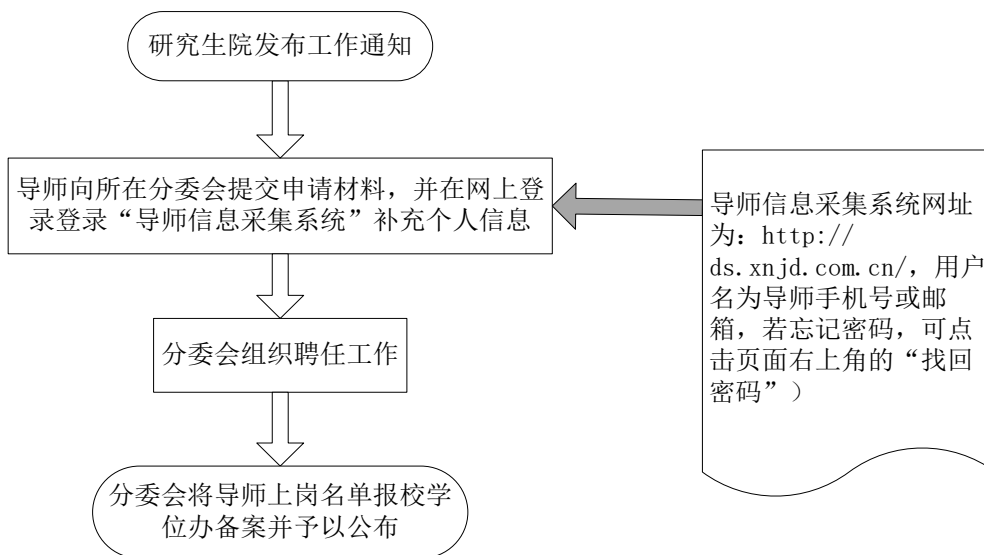 研究生院发布工作通知
导师向所在分委会提交申请材料，并在网上登
录登录“导师信息采集系统”补充个人信息
导师信息采集系统网址
为：http://
ds.xnjd.com.cn/，用户
名为导师手机号或邮
箱，若忘记密码，可点
击页面右上角的“找回
密码”）
分委会组织聘任工作
分委会将导师上岗名单报校学
位办备案并予以公布